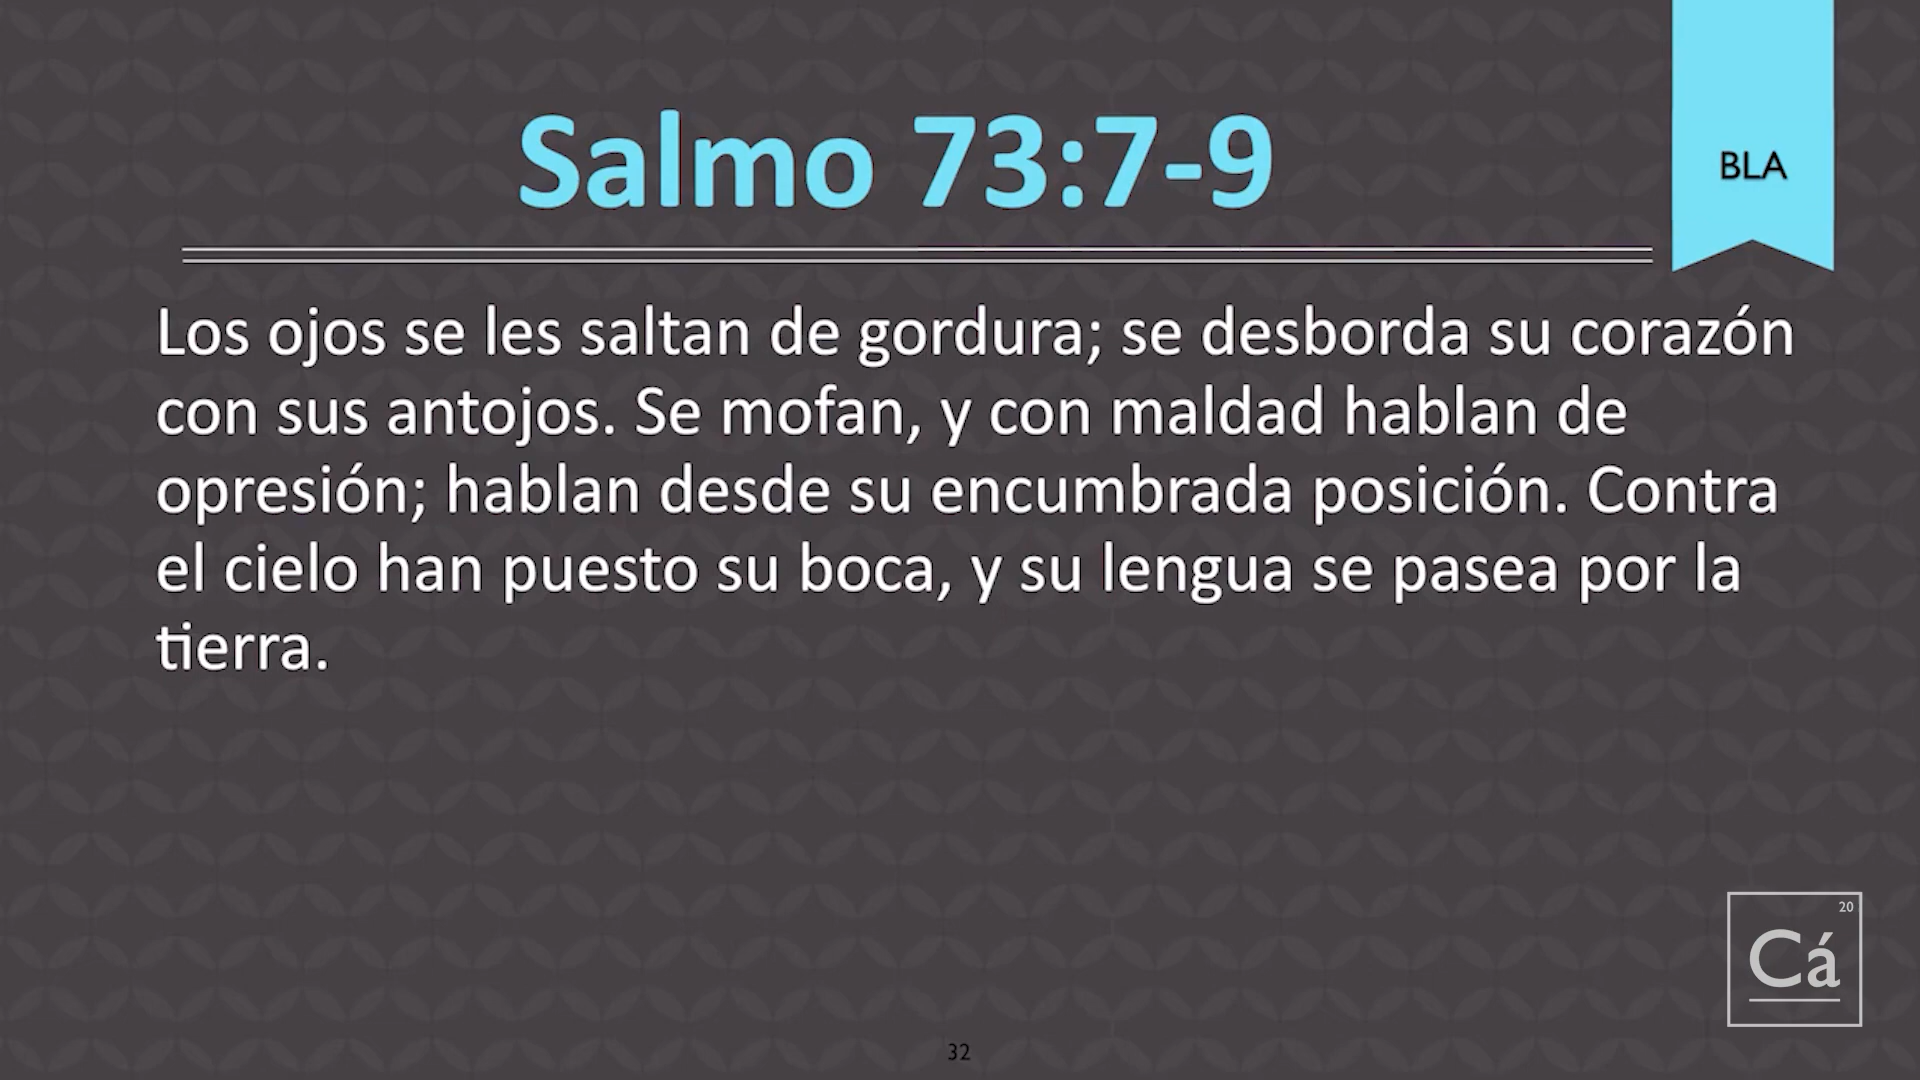 Salmo 73:7-9
BLA
Los ojos se les saltan de gordura; se desborda su corazón
con sus antojos. Se mofan, y con maldad hablan de
opresión; hablan desde su encumbrada posición. Contra
el cielo han puesto su boca, y su lengua se pasea por la
tierra.
20
Cá
32